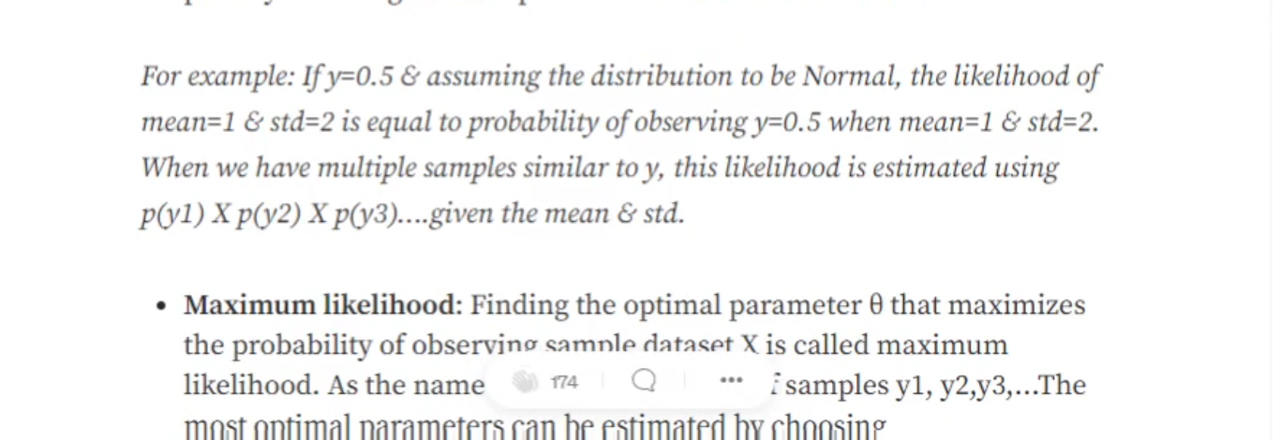 For example: If y=0.5 & assuming the distribution to be Normal, the likelihood of
mean=1 & std=2 is equal to probability of observing y=0.5 when mean=1 & std=2.
When we have multiple samples similar to y, this likelihood is estimated using
p(y1) X p(y2) X p(y3)....given the mean & std.
• Maximum likelihood: Finding the optimal parameter θ that maximizes
the probability of observing sample dataset X is called maximum
likelihood. As the name 174 samples y1, y2,y3,...The
most optimal parameters can be estimated by choosing